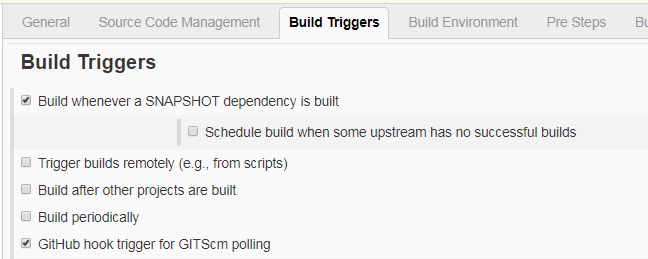 General Source Code Management Build Triggers Build Environment Pre Steps Bu
Build Triggers
Build whenever a SNAPSHOT dependency is built
Schedule build when some upstream has no successful builds
Trigger builds remotely (e.g., from scripts)
Build after other projects are built
Build periodically
GitHub hook trigger for GITScm polling